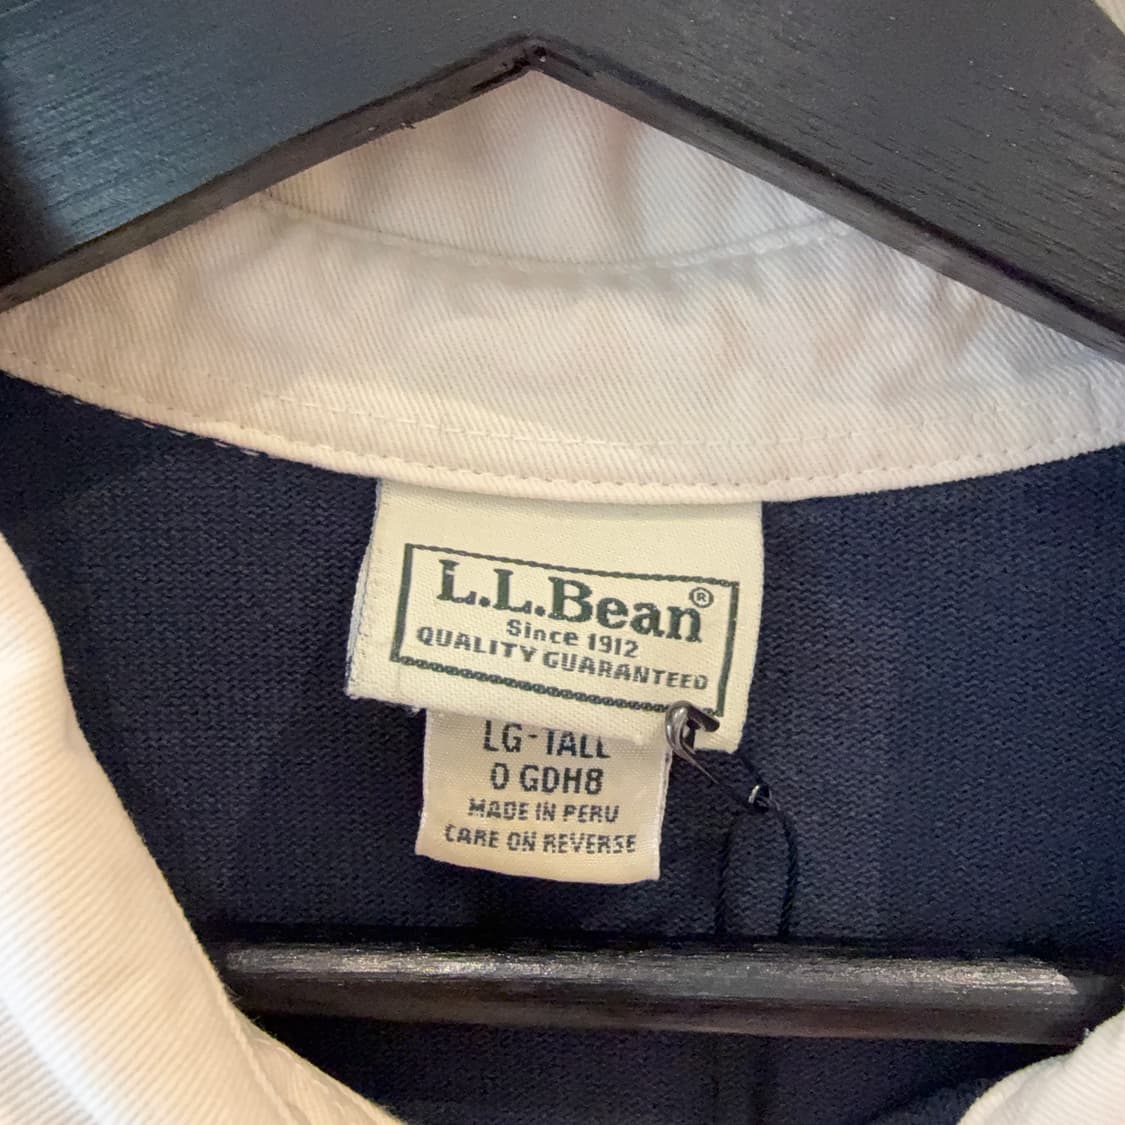 L.L.Bean®
Since 1912
QUALITY GUARANTEED
LG-TALL
0 GDH8
MADE IN PERU
CARE ON REVERSE